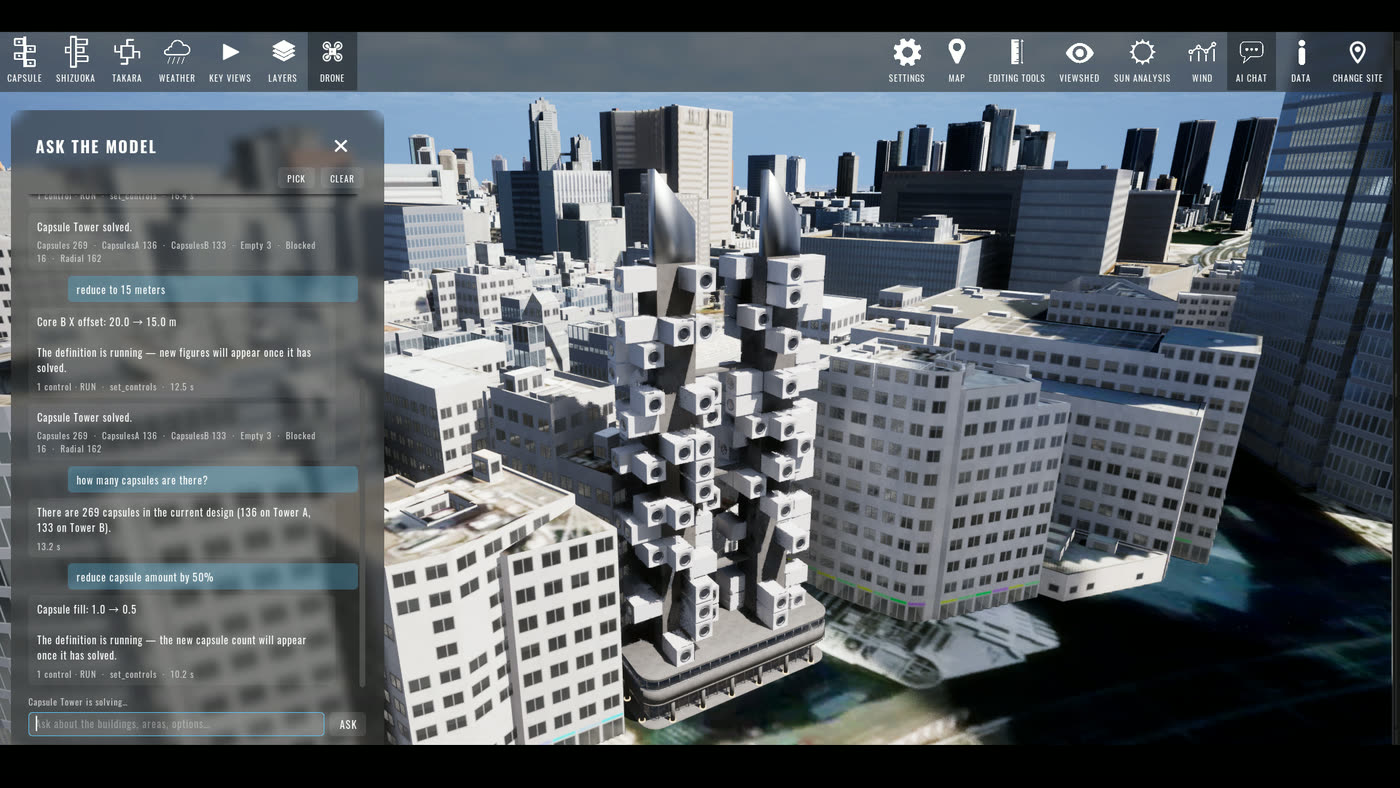 CAPSULE SHIZUOKA TAKARA WEATHER KEY VIEWS LAYERS DRONE SETTINGS MAP EDITING TOOLS VIEWSHED SUN ANALYSIS WIND AI CHAT DATA CHANGE SITE
ASK THE MODEL
PICK CLEAR
1 control · RUN · set_controls · 16.4 s
Capsule Tower solved.
Capsules 269 · CapsulesA 136 · CapsulesB 133 · Empty 3 · Blocked
16 · Radial 162
reduce to 15 meters
Core B X offset: 20.0 → 15.0 m
The definition is running — new figures will appear once it has
solved.
1 control · RUN · set_controls · 12.5 s
Capsule Tower solved.
Capsules 269 · CapsulesA 136 · CapsulesB 133 · Empty 3 · Blocked
16 · Radial 162
how many capsules are there?
There are 269 capsules in the current design (136 on Tower A,
133 on Tower B).
13.2 s
reduce capsule amount by 50%
Capsule fill: 1.0 → 0.5
The definition is running — the new capsule count will appear
once it has solved.
1 control · RUN · set_controls · 10.2 s
Capsule Tower is solving…
Ask about the buildings, areas, options…
ASK